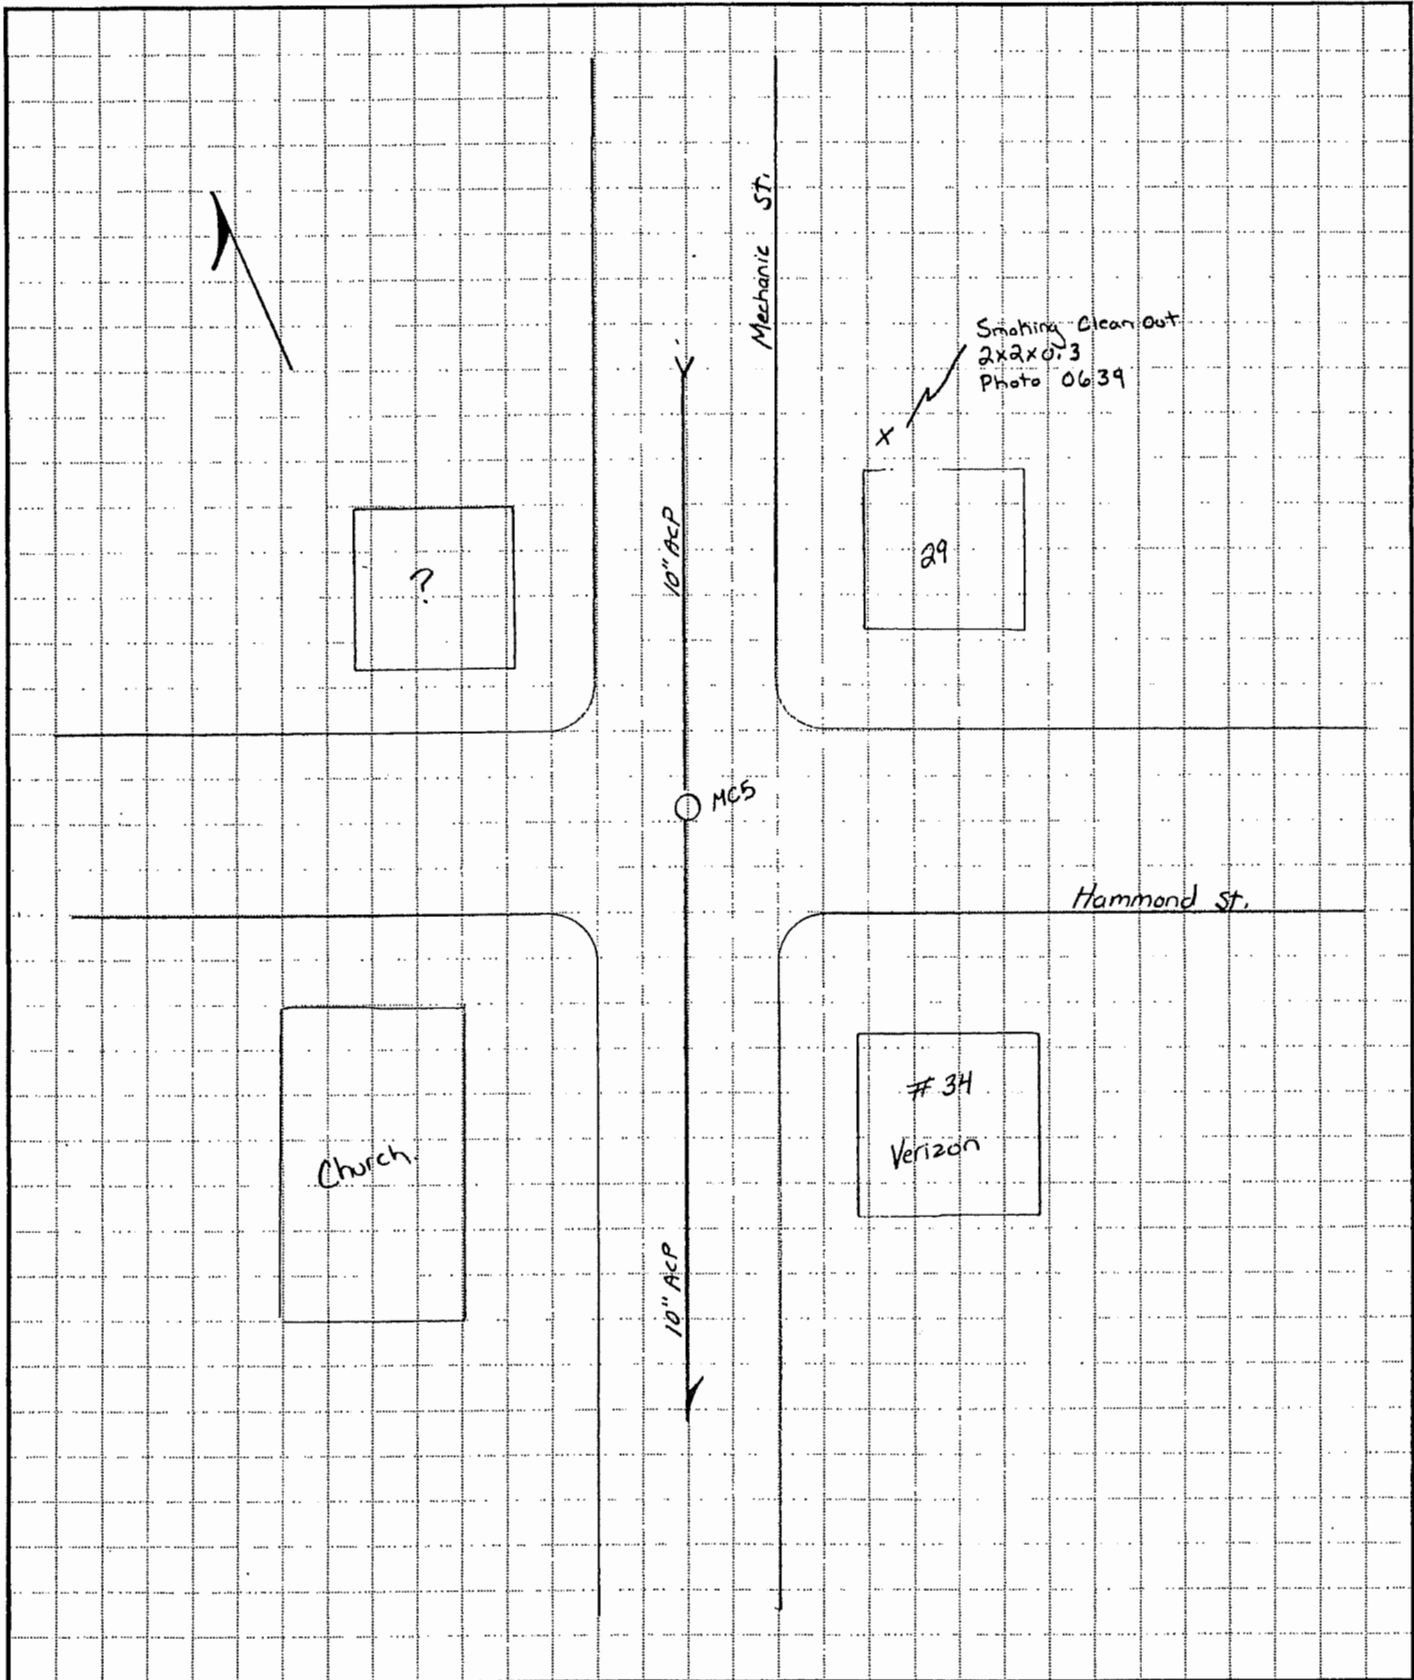 Mechanic St.
Smoking Clean Out
2x2x0.3
Photo 0639
X
10" ACP
?
29
MC5
Hammond St.
# 34
Verizon
Church.
10" ACP